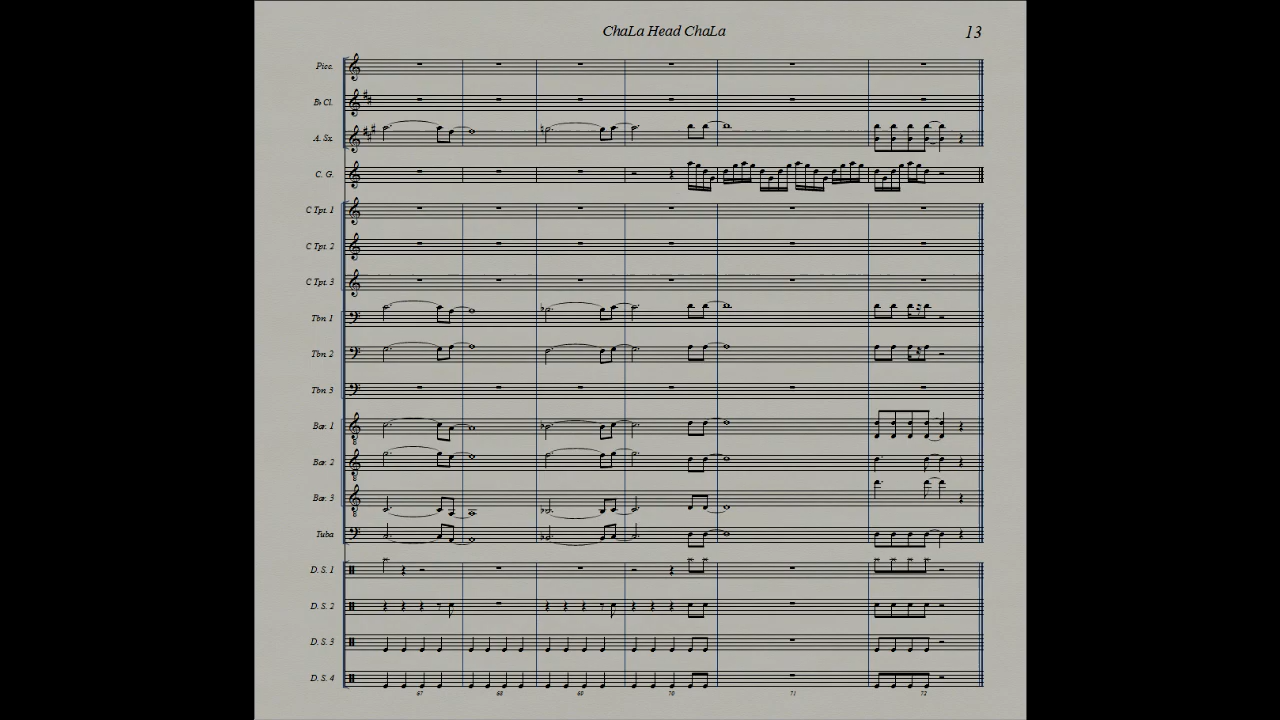 ChaLa Head ChaLa
13
Picc.
B♭ Cl.
A. Sx.
C. G.
C Tpt. 1
C Tpt. 2
C Tpt. 3
Tbn. 1
Tbn. 2
Tbn. 3
Bar. 1
Bar. 2
Bar. 3
Tuba
D. S. 1
D. S. 2
D. S. 3
D. S. 4
67 68 69 70 71 72